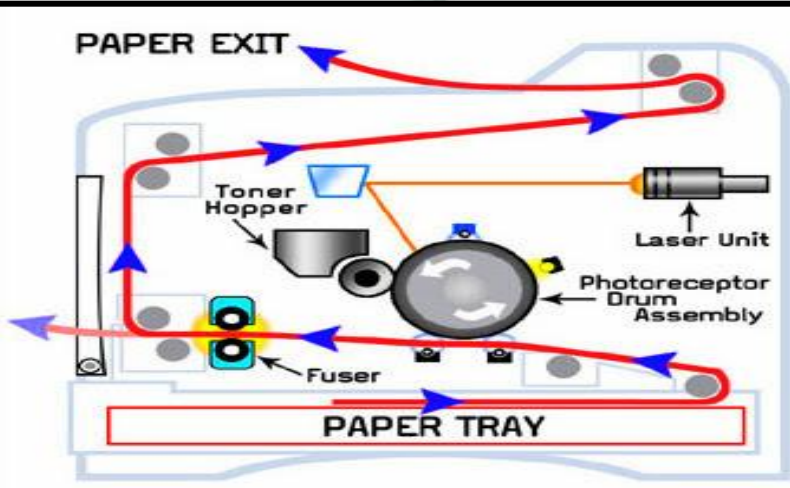 PAPER EXIT
Toner
Hopper
Laser Unit
Photoreceptor
Drum
Assembly
Fuser
PAPER TRAY